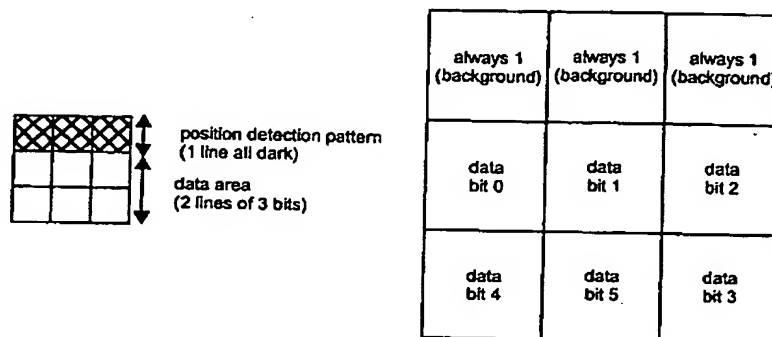 position detection pattern
(1 line all dark)
data area
(2 lines of 3 bits)
always 1
(background)
always 1
(background)
always 1
(background)
data
bit 0
data
bit 1
data
bit 2
data
bit 4
data
bit 5
data
bit 3